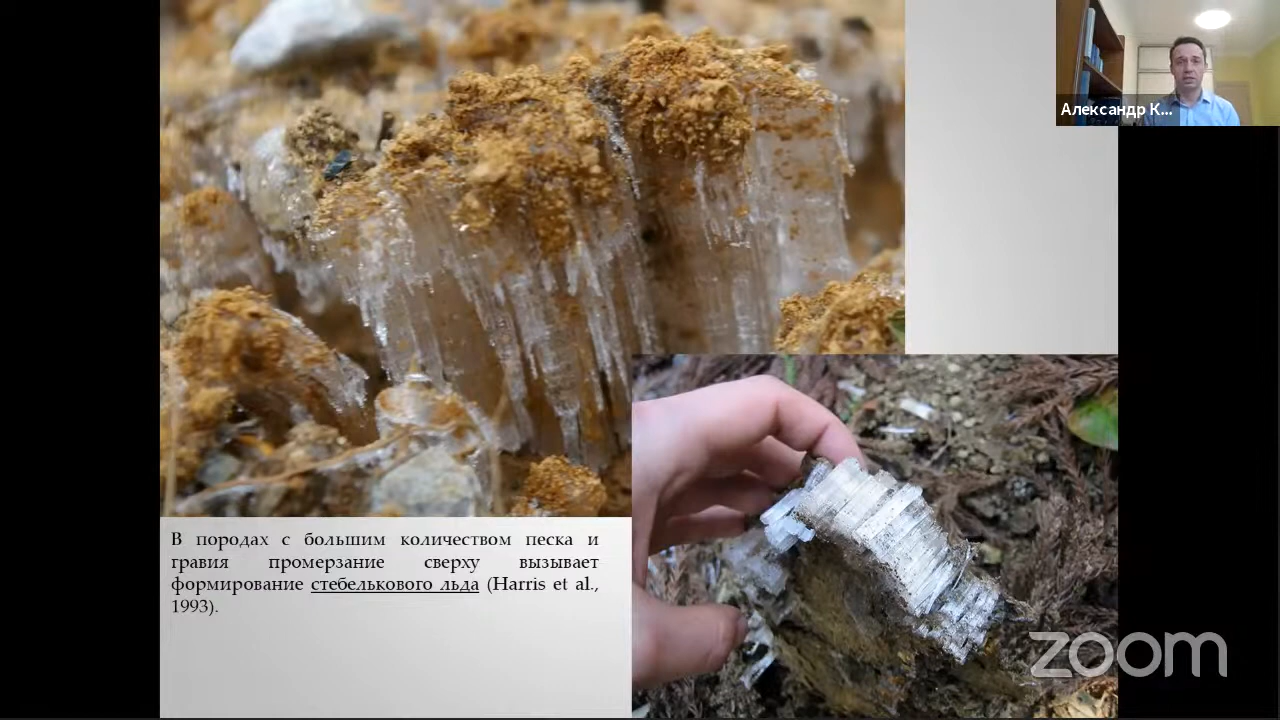 Александр К...
В породах с большим количеством песка и
гравия промерзание сверху вызывает
формирование стебелькового льда (Harris et al.,
1993).
zoom